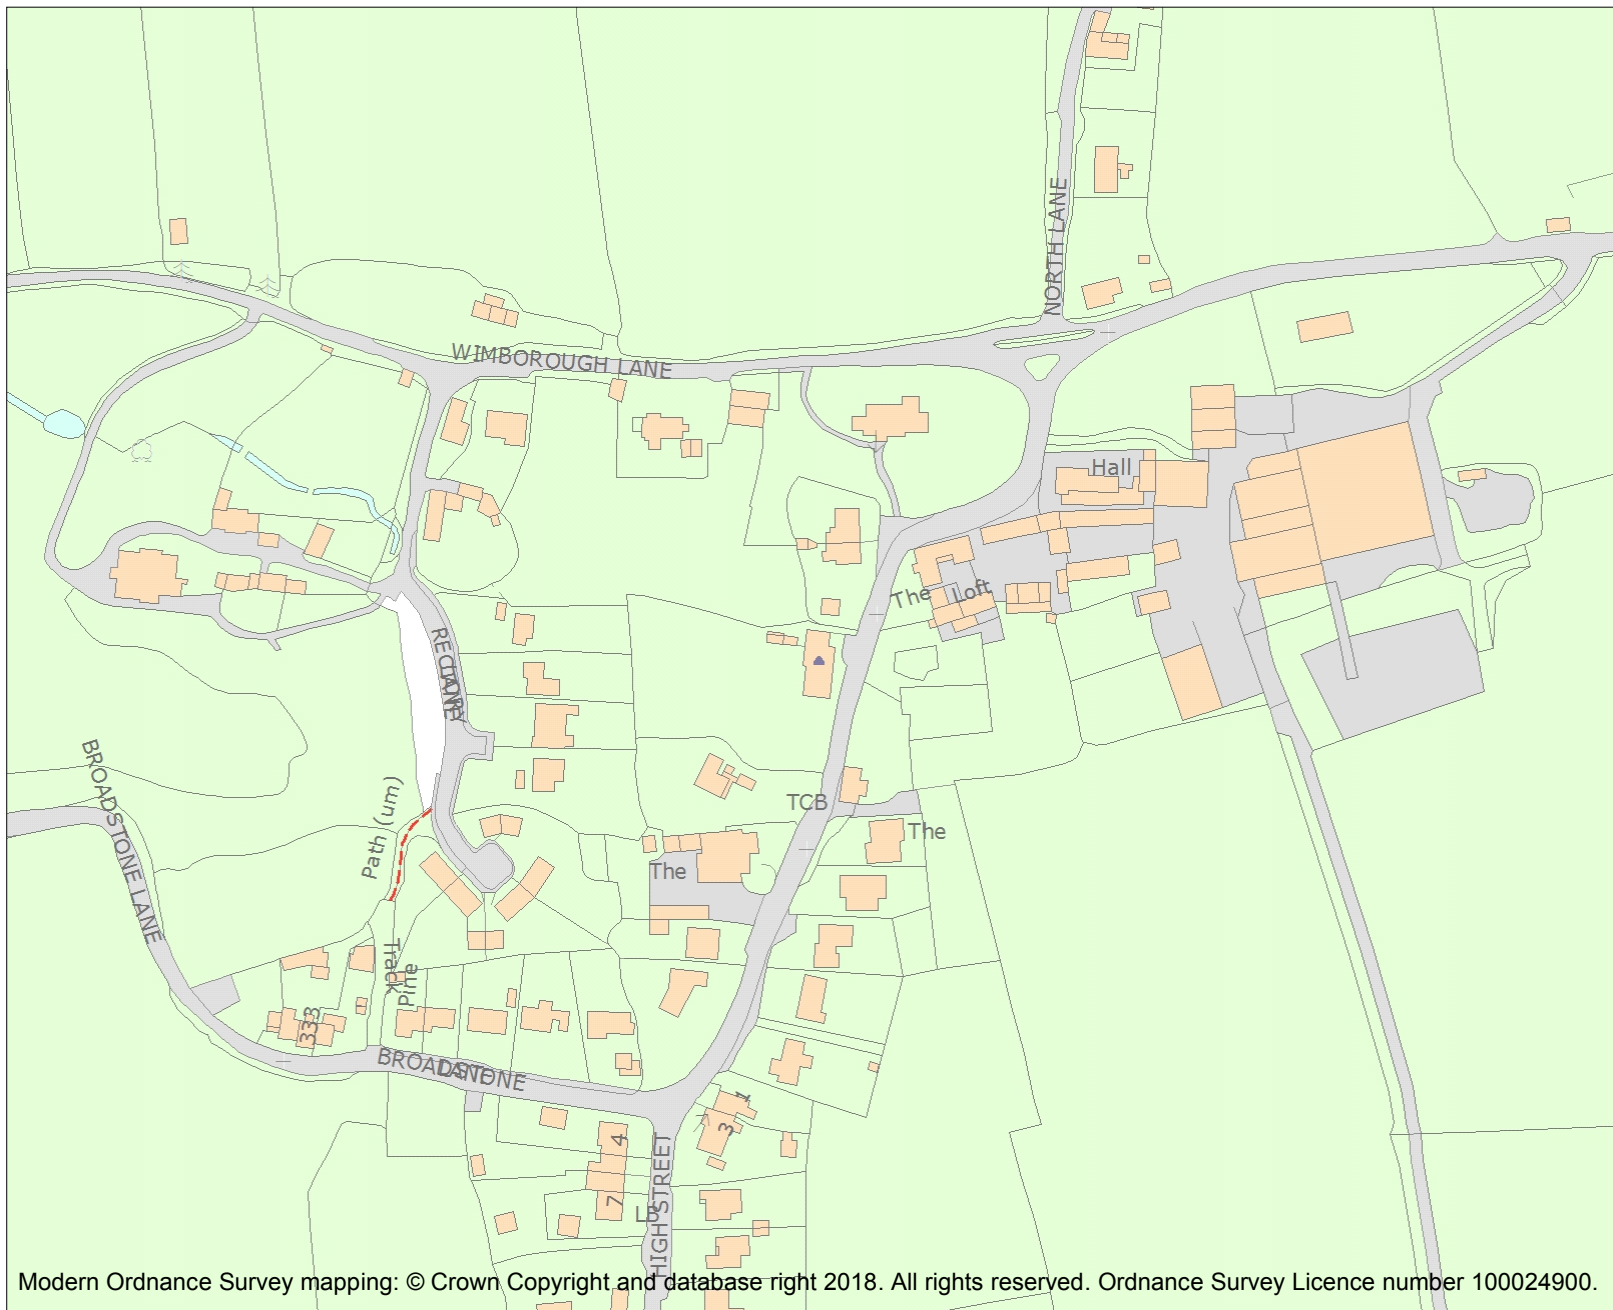 NORTH LANE
WIMBOROUGH LANE
Hall
The Loft
RECTORY
LANE
BROADSTONE LANE
Path (um)
TCB
The
The
Track
Pine
333
BROADSTONE
LANE
1
3
4
7
LB
HIGH STREET
Modern Ordnance Survey mapping: © Crown Copyright and database right 2018. All rights reserved. Ordnance Survey Licence number 100024900.